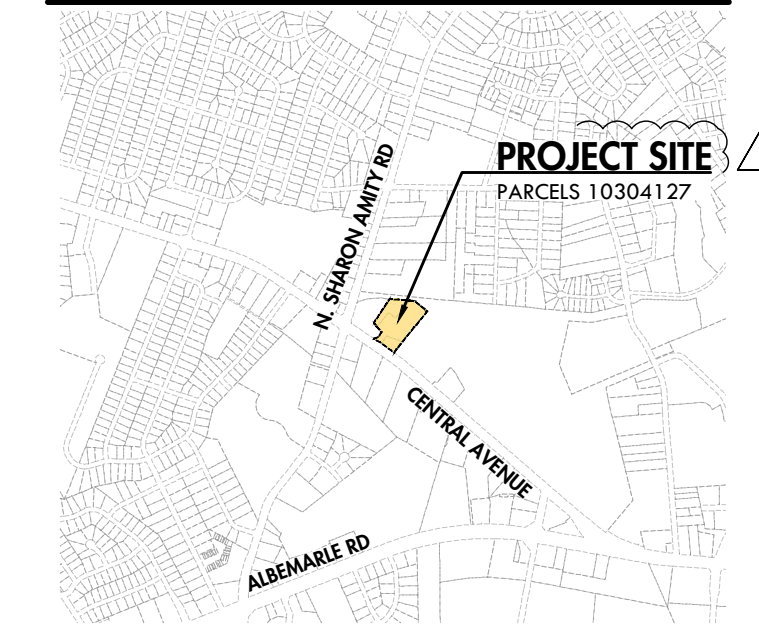 N. SHARON AMITY RD
PROJECT SITE
PARCELS 10304127
CENTRAL AVENUE
ALBEMARLE RD